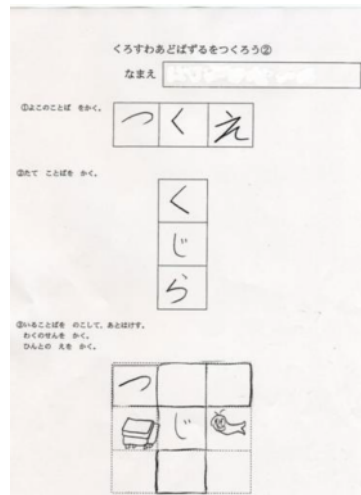 くろすわあどぱずるをつくろう②
なまえ
①よこのことば をかく。
つくえ
②たて ことばを かく。
く
じ
ら
③いることばを のこして、あとはけす。
わくのせんを かく。
ひんとの えを かく。
つ
じ